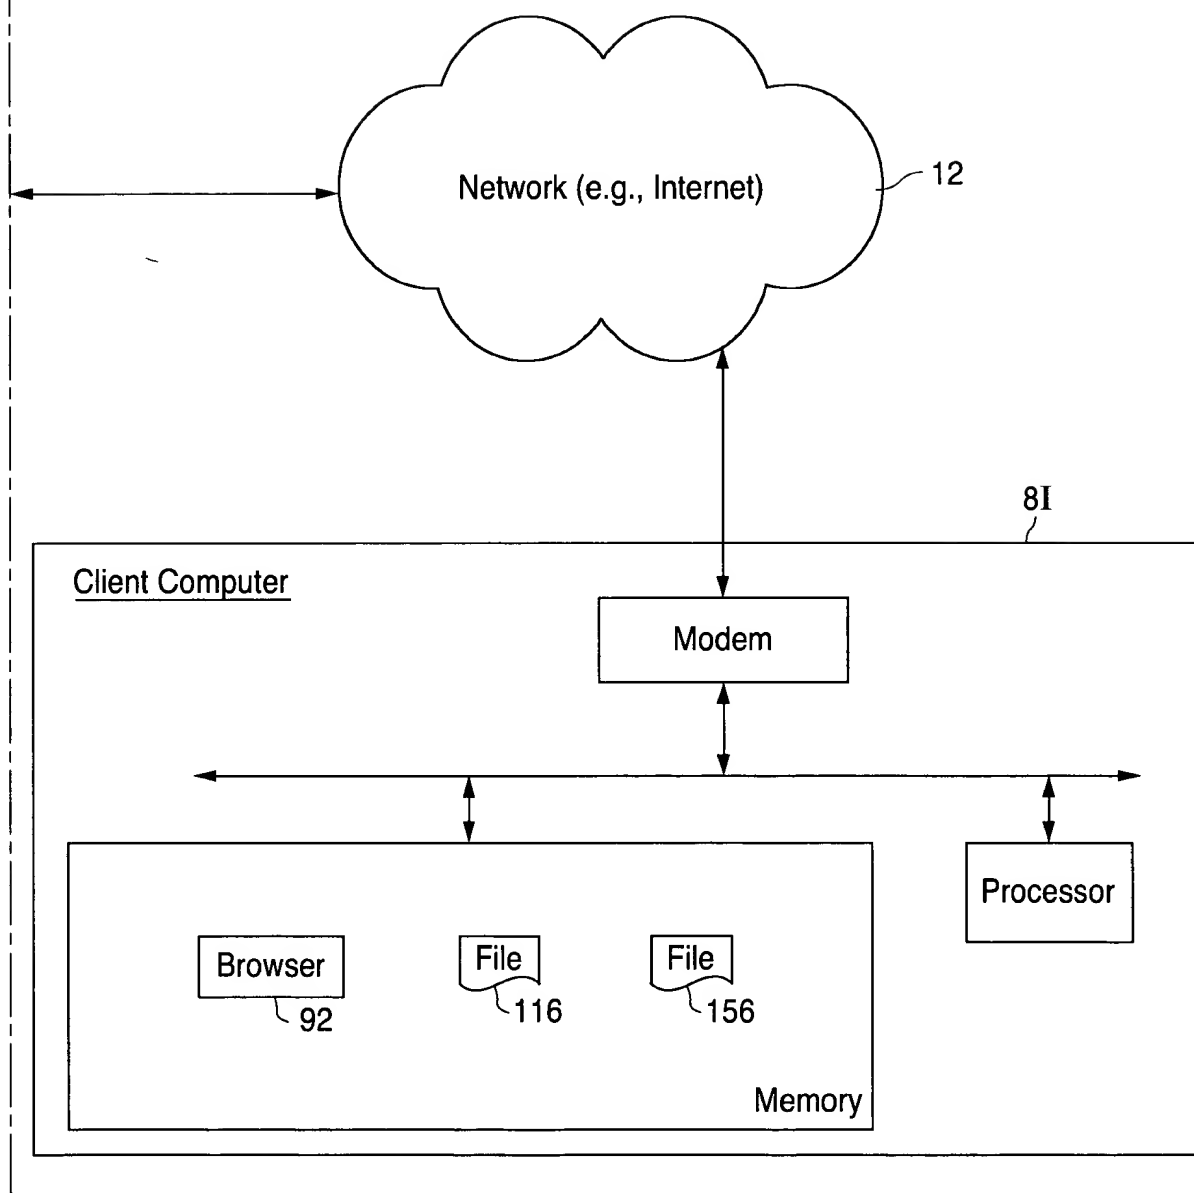 Network (e.g., Internet)
12
8I
Client Computer
Modem
Processor
Browser
File
File
92
116
156
Memory